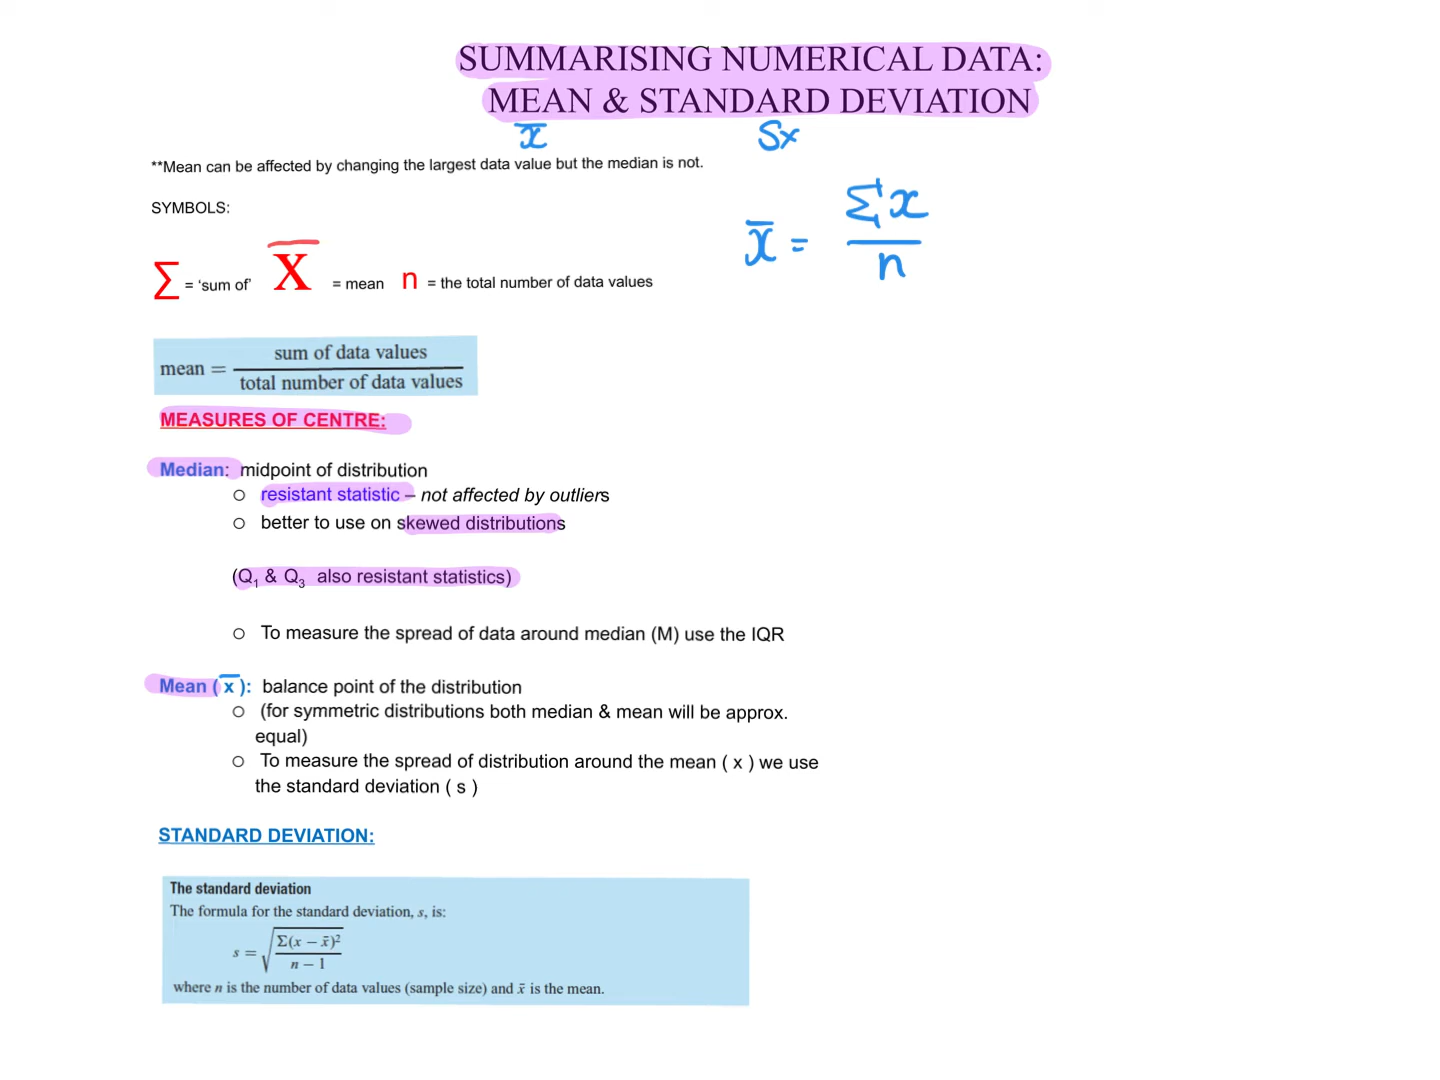 SUMMARISING NUMERICAL DATA:
MEAN & STANDARD DEVIATION
x̄ Sx
**Mean can be affected by changing the largest data value but the median is not.
SYMBOLS:
x̄ = Σx / n
Σ = ‘sum of’ X̄ = mean n = the total number of data values
mean = sum of data values / total number of data values
MEASURES OF CENTRE:
Median: midpoint of distribution
○ resistant statistic – not affected by outliers
○ better to use on skewed distributions
(Q₁ & Q₃ also resistant statistics)
○ To measure the spread of data around median (M) use the IQR
Mean ( x̄ ): balance point of the distribution
○ (for symmetric distributions both median & mean will be approx.
equal)
○ To measure the spread of distribution around the mean ( x ) we use
the standard deviation ( s )
STANDARD DEVIATION:
The standard deviation
The formula for the standard deviation, s, is:
s = √(Σ(x − x̄)² / n − 1)
where n is the number of data values (sample size) and x̄ is the mean.